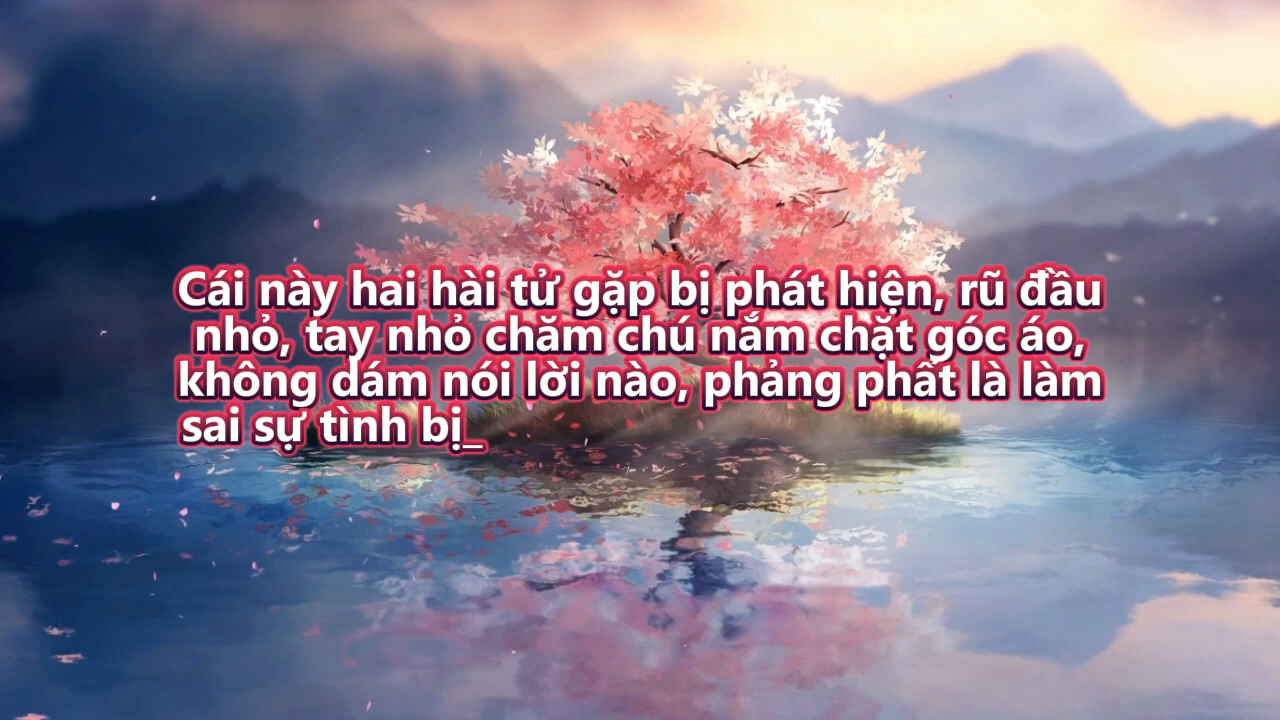 Cái này hai hài tử gặp bị phát hiện, rũ đầu
nhỏ, tay nhỏ chăm chú nắm chặt góc áo,
không dám nói lời nào, phảng phất là làm
sai sự tình bị_